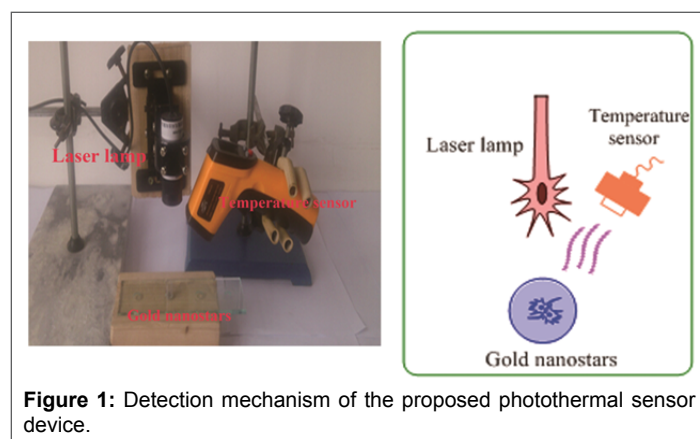 Laser lamp
Temperature sensor
Gold nanostars
Temperature
sensor
Laser lamp
Gold nanostars
Figure 1: Detection mechanism of the proposed photothermal sensor
device.